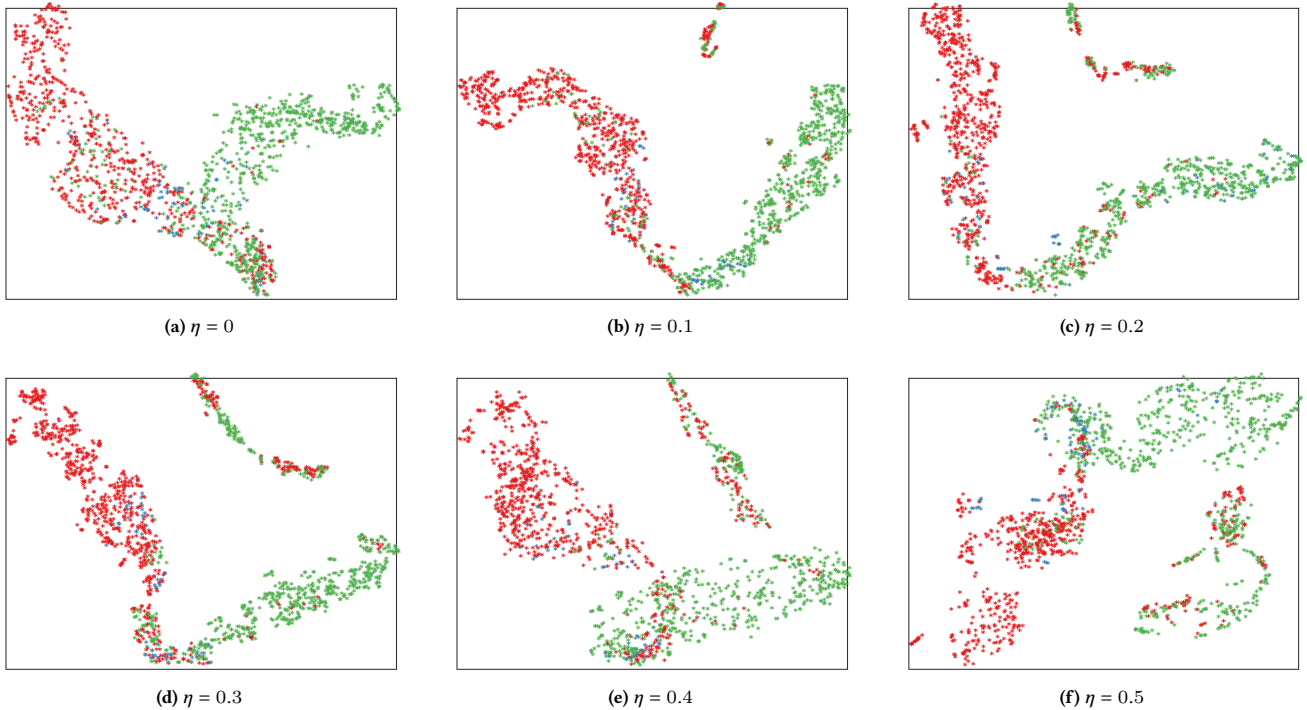 (a) η = 0
(b) η = 0.1
(c) η = 0.2
(d) η = 0.3
(e) η = 0.4
(f) η = 0.5